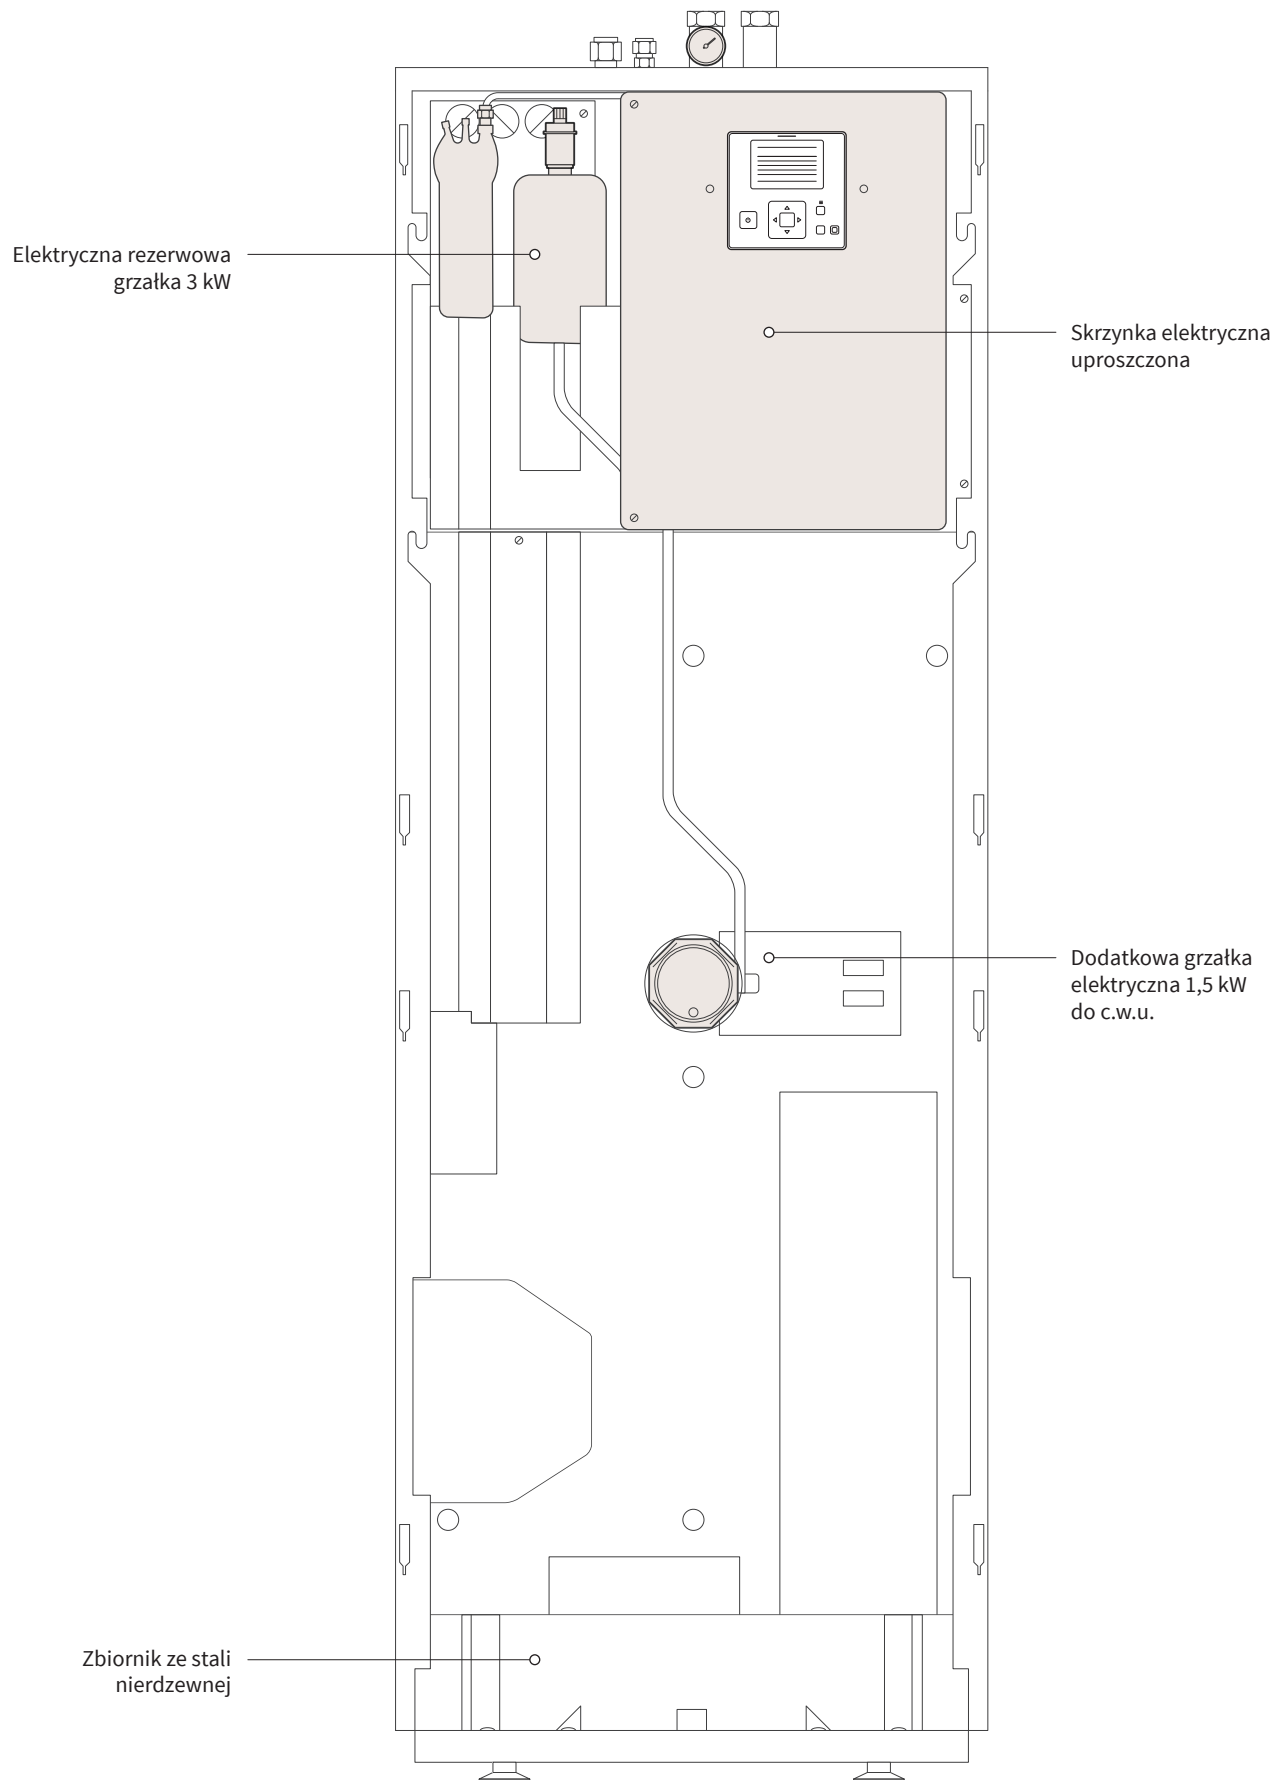 Elektryczna rezerwowa
grzałka 3 kW
Skrzynka elektryczna
uproszczona
Dodatkowa grzałka
elektryczna 1,5 kW
do c.w.u.
Zbiornik ze stali
nierdzewnej